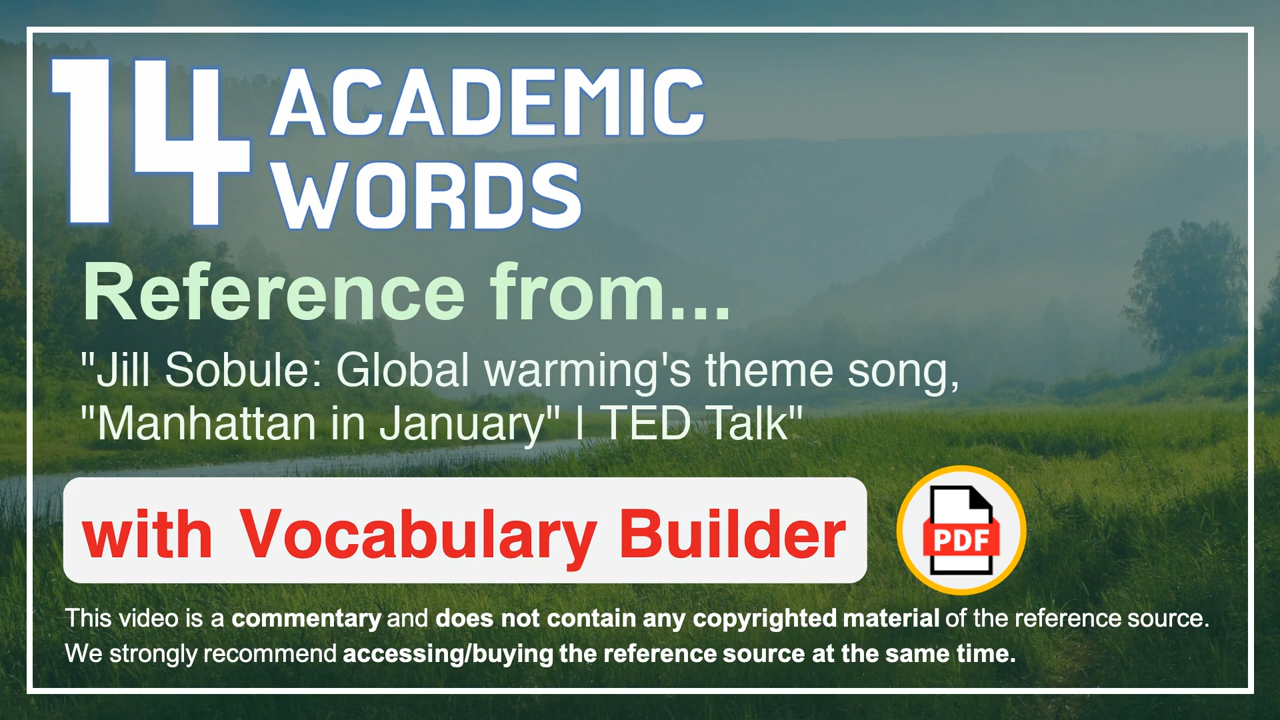 14 ACADEMIC
WORDS
Reference from...
"Jill Sobule: Global warming's theme song,
"Manhattan in January" | TED Talk"
with Vocabulary Builder
PDF
This video is a commentary and does not contain any copyrighted material of the reference source.
We strongly recommend accessing/buying the reference source at the same time.